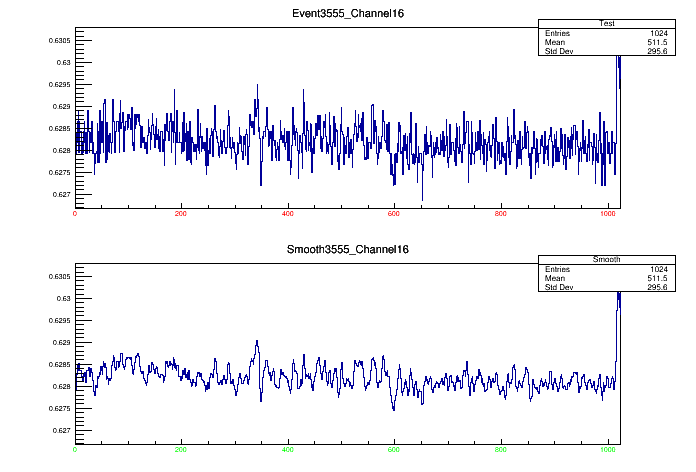 Event3555_Channel16
Test
Entries 1024
Mean 511.5
Std Dev 295.6
0.6305
0.63
0.6295
0.629
0.6285
0.628
0.6275
0.627
0 200 400 600 800 1000
Smooth3555_Channel16
Smooth
Entries 1024
Mean 511.5
Std Dev 295.6
0.6305
0.63
0.6295
0.629
0.6285
0.628
0.6275
0.627
0 200 400 600 800 1000